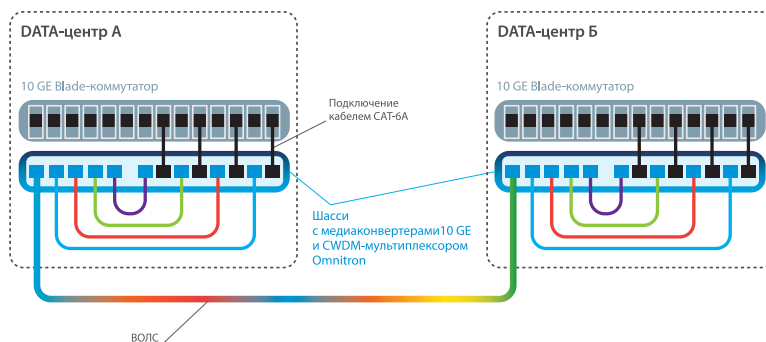 DATA-центр А
DATA-центр Б
10 GE Blade-коммутатор
10 GE Blade-коммутатор
Подключение
кабелем CAT-6A
Шасси
с медиаконвертерами10 GE
и CWDM-мультиплексором
Omnitron
ВОЛС